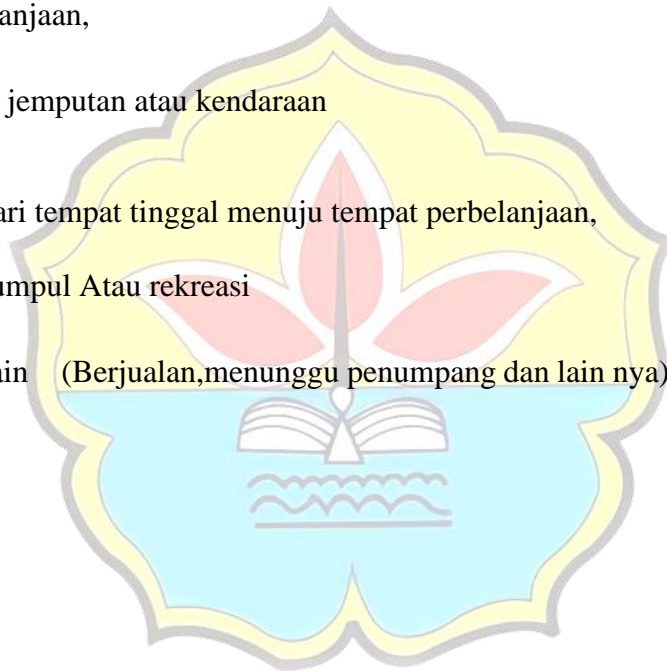 anjaan,
jemputan atau kendaraan
ari tempat tinggal menuju tempat perbelanjaan,
umpul Atau rekreasi
ain (Berjualan,menunggu penumpang dan lain nya)